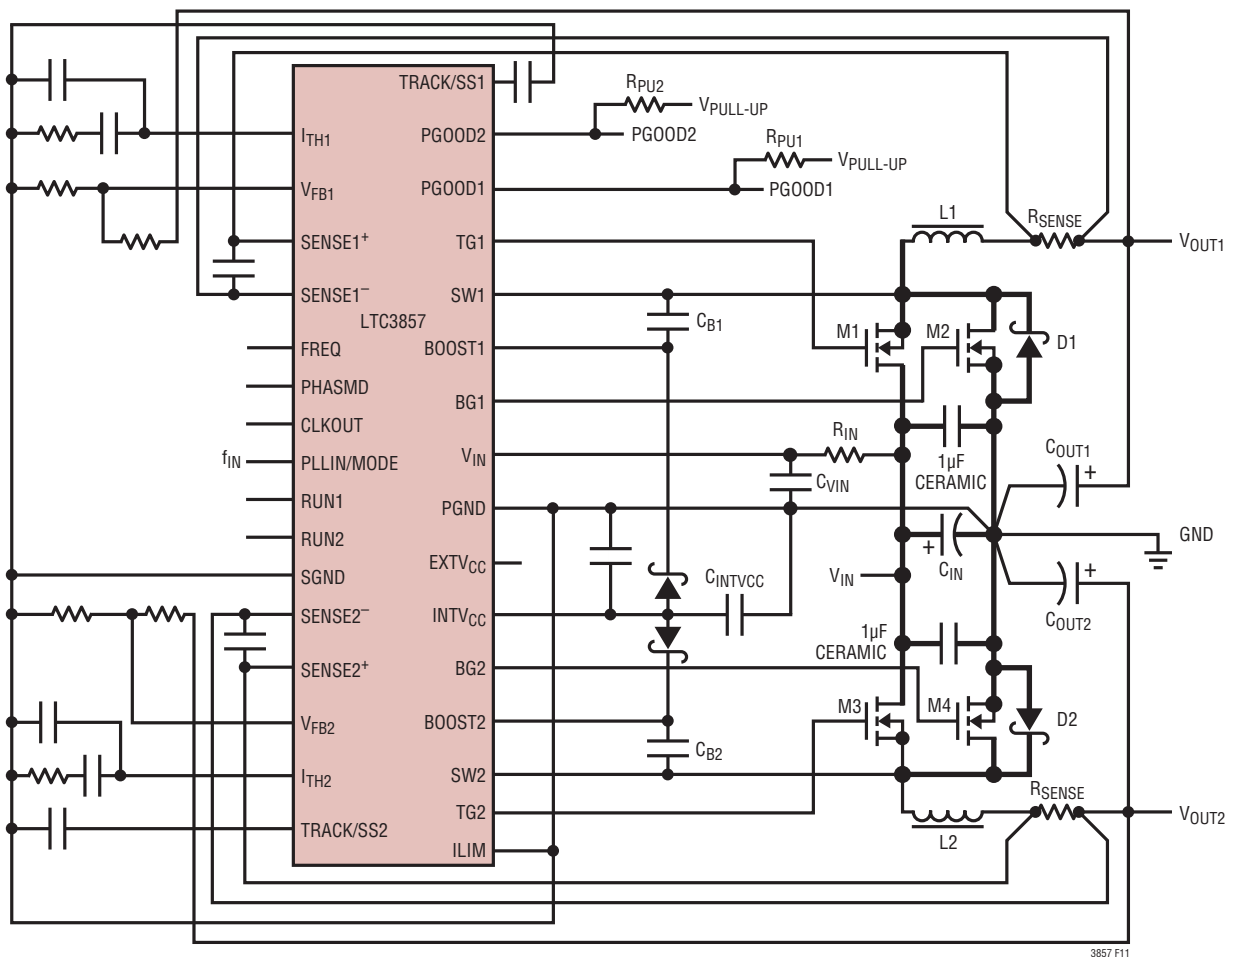 TRACK/SS1
RPU2
VPULL-UP
ITH1
PGOOD2
PGOOD2
RPU1
VPULL-UP
VFB1
PGOOD1
PGOOD1
L1
RSENSE
SENSE1+
TG1
VOUT1
SENSE1–
SW1
LTC3857
CB1
M1
M2
D1
FREQ
BOOST1
PHASMD
BG1
CLKOUT
RIN
fIN
PLLIN/MODE
VIN
CVIN
1µF
CERAMIC
COUT1
RUN1
PGND
RUN2
GND
+
+
CIN
EXTVCC
SGND
CINTVCC
VIN
+
SENSE2–
INTVCC
COUT2
1µF
CERAMIC
SENSE2+
BG2
M3
M4
D2
VFB2
BOOST2
CB2
ITH2
SW2
RSENSE
TG2
VOUT2
TRACK/SS2
L2
ILIM
3857 F11